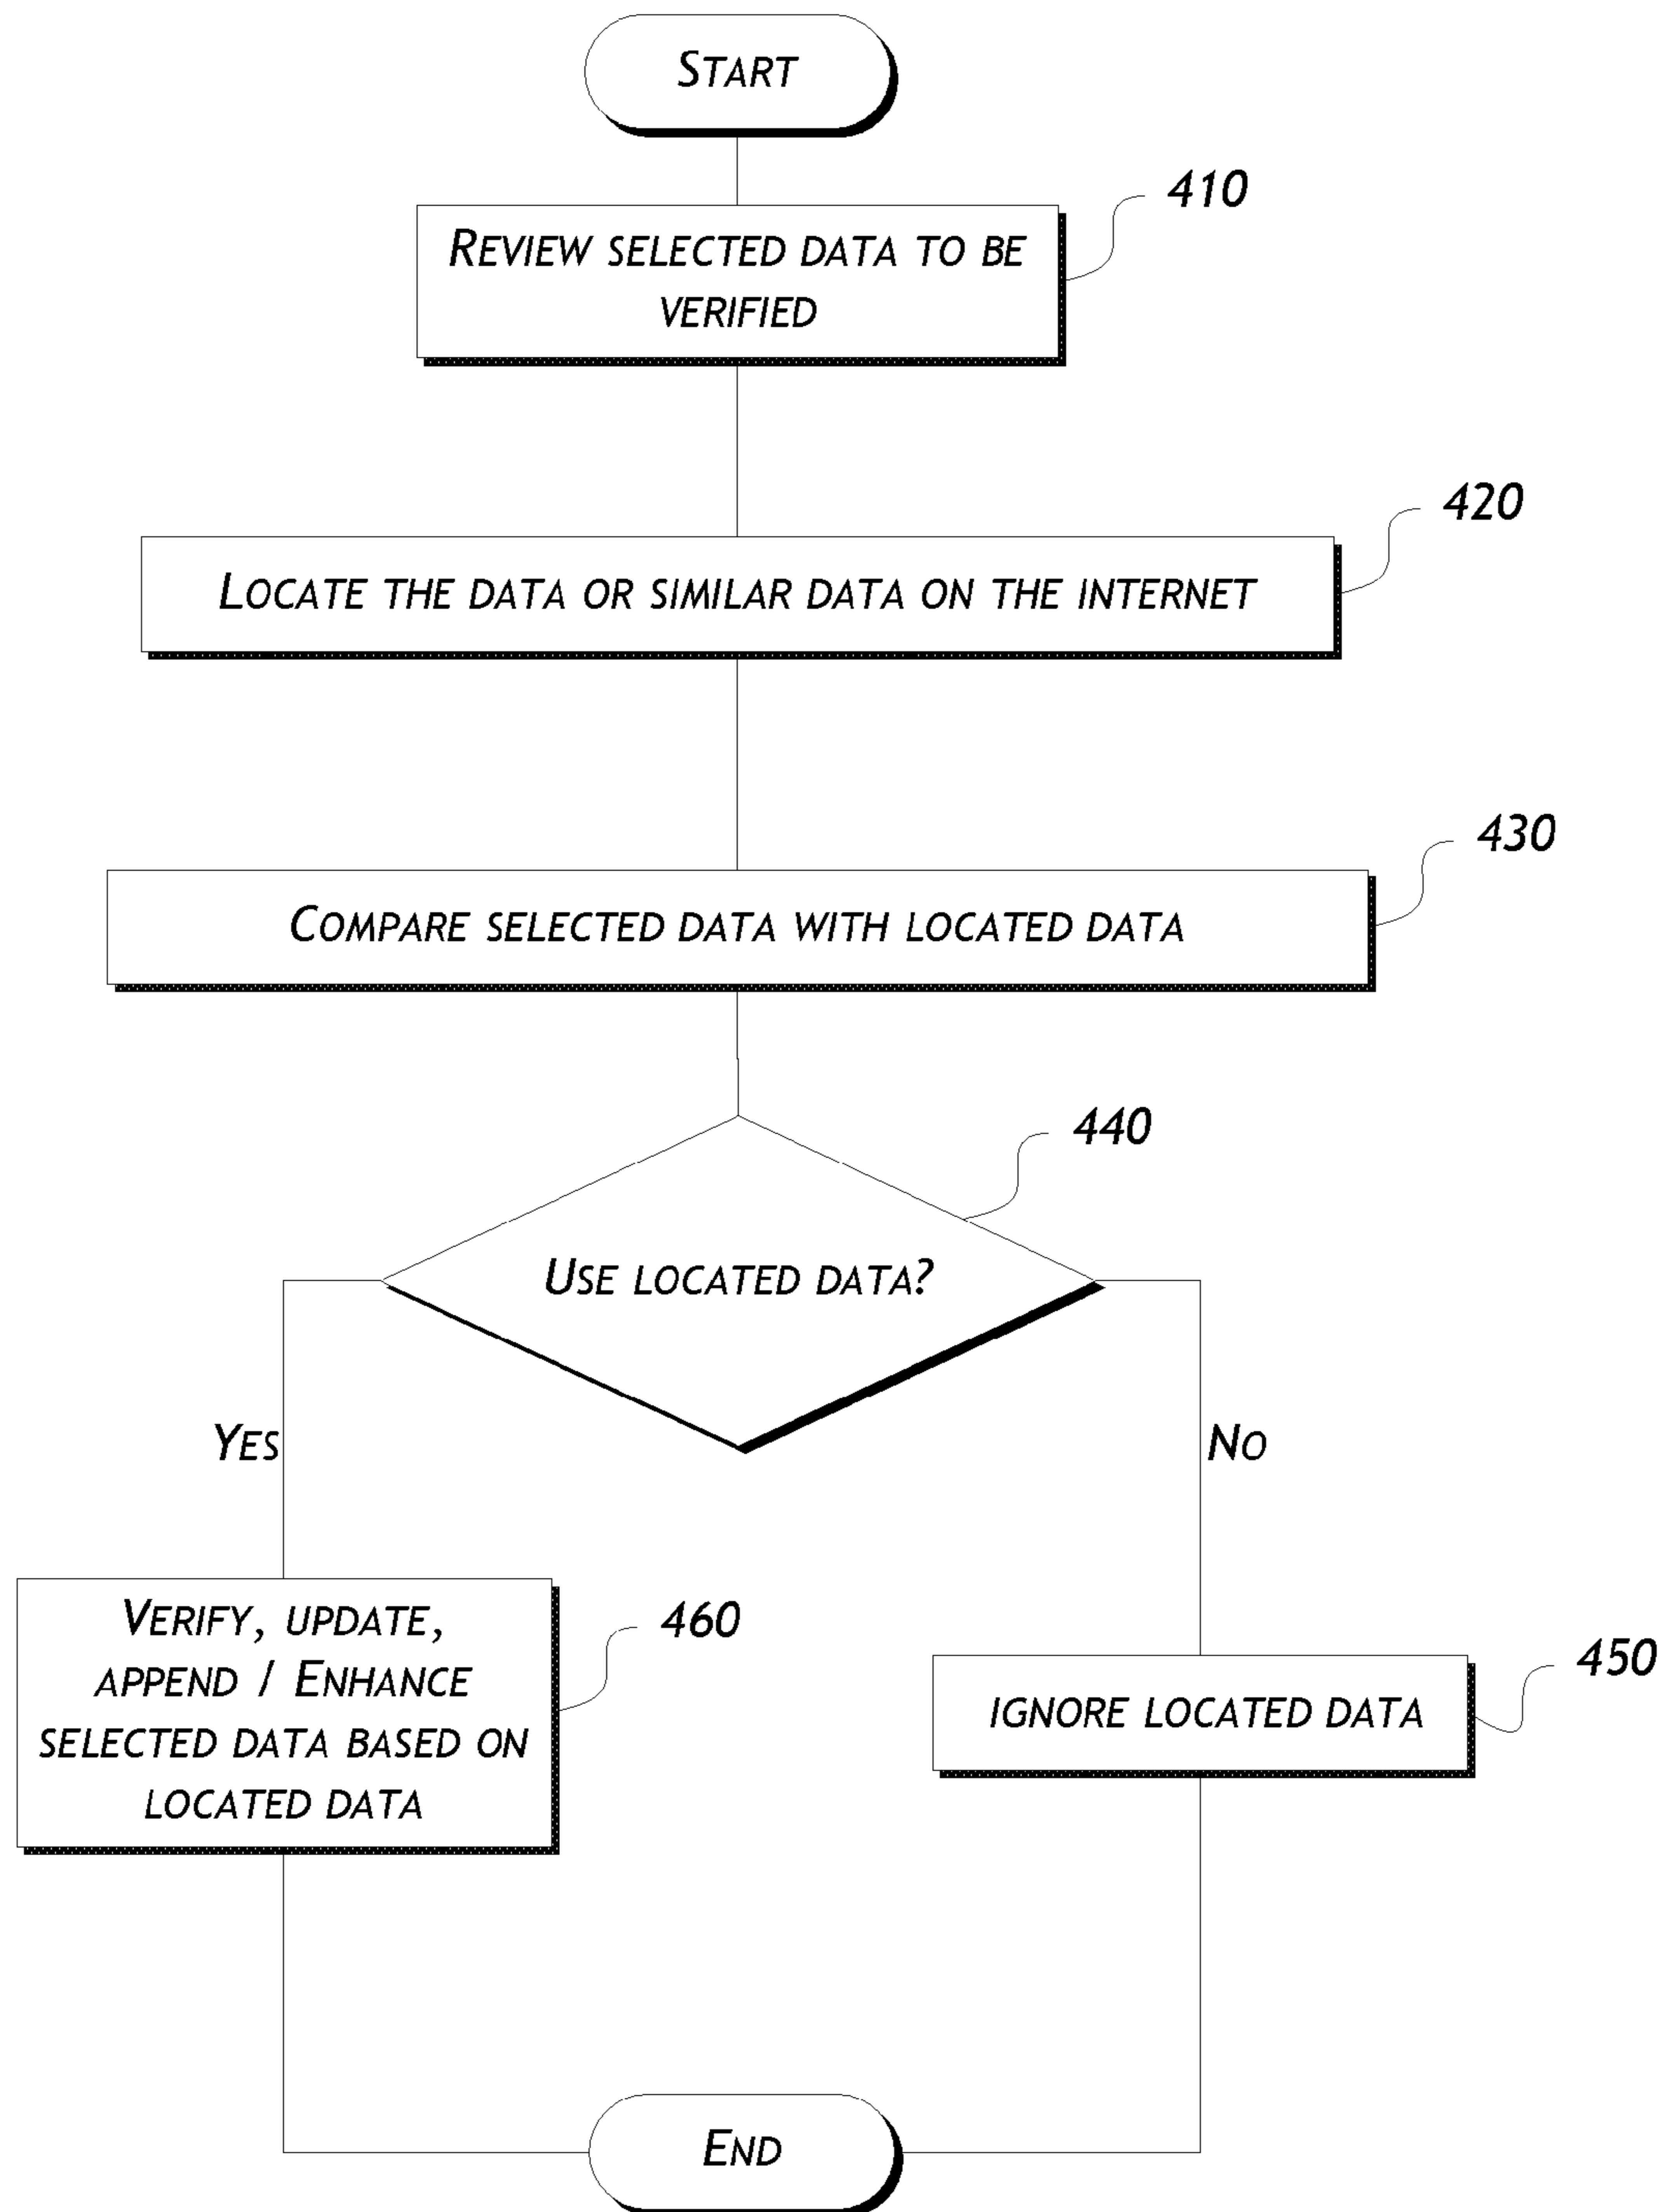 START
410
REVIEW SELECTED DATA TO BE
VERIFIED
420
LOCATE THE DATA OR SIMILAR DATA ON THE INTERNET
430
COMPARE SELECTED DATA WITH LOCATED DATA
440
USE LOCATED DATA?
YES
NO
VERIFY, UPDATE,
APPEND / ENHANCE
SELECTED DATA BASED ON
LOCATED DATA
460
IGNORE LOCATED DATA
450
END